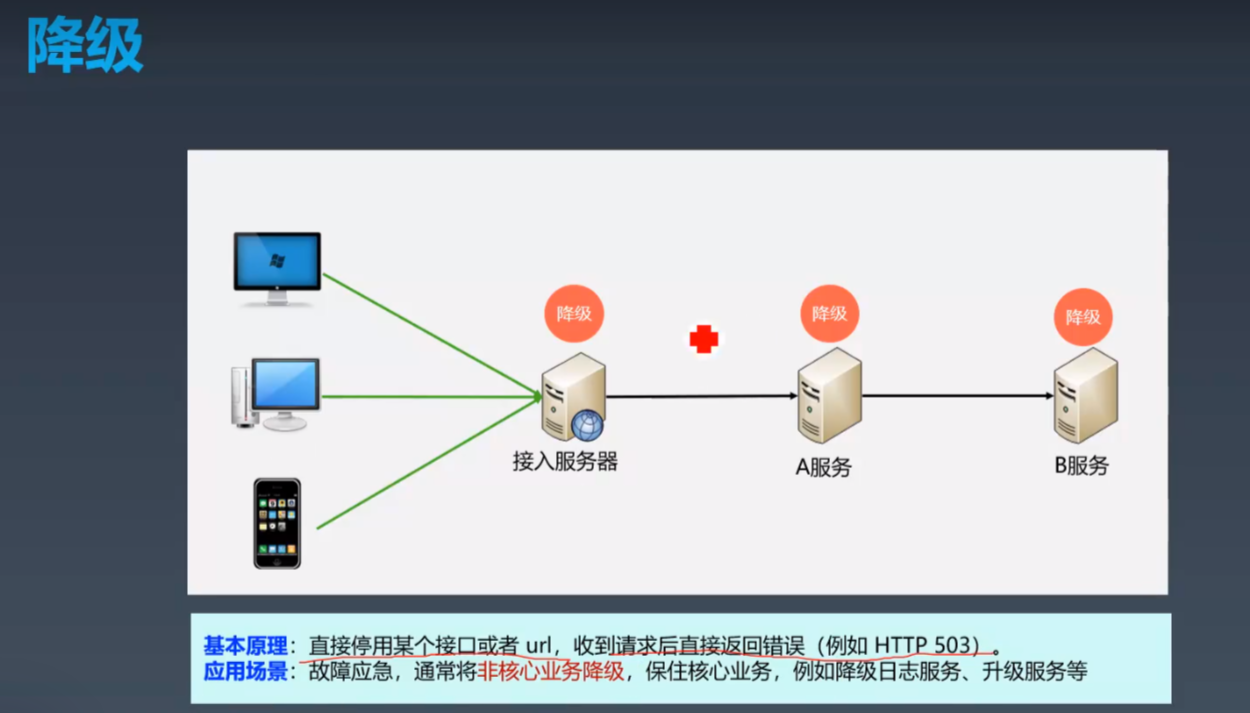 降级
降级
降级
降级
接入服务器
A服务
B服务
基本原理：直接停用某个接口或者 url，收到请求后直接返回错误（例如 HTTP 503）。
应用场景：故障应急，通常将非核心业务降级，保住核心业务，例如降级日志服务、升级服务等